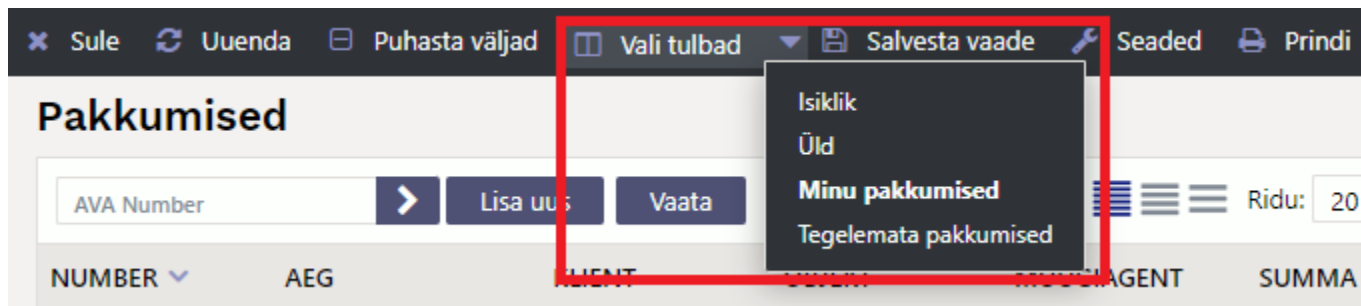 Sule Uuenda Puhasta väljad Vali tulbad Salvesta vaade Seaded Prindi
Pakkumised
Isiklik
Üld
Minu pakkumised
Tegelemata pakkumised
AVA Number Lisa uus Vaata Ridu: 20
NUMBER AEG KLIENT SUMMA